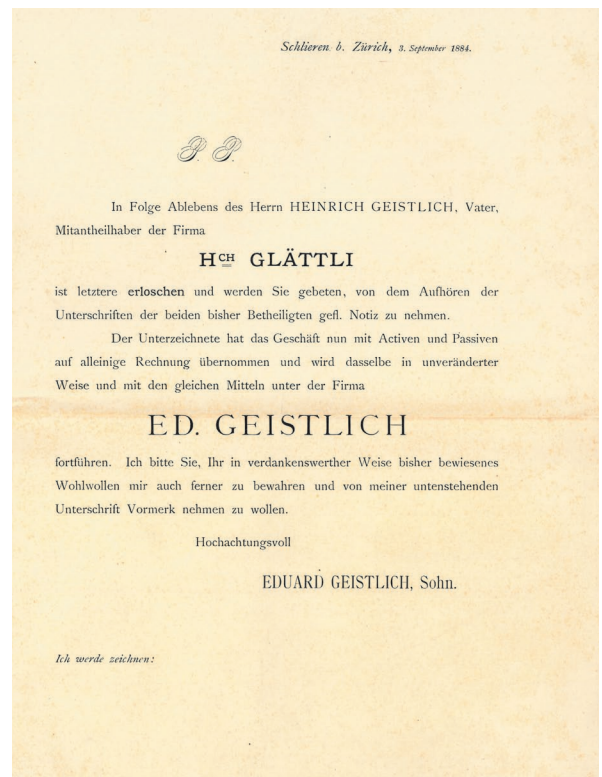 Schlieren b. Zürich, 3. September 1884.
P. P.
In Folge Ablebens des Herrn HEINRICH GEISTLICH, Vater,
Mitantheilhaber der Firma
Hᶜᴴ GLÄTTLI
ist letztere erloschen und werden Sie gebeten, von dem Aufhören der
Unterschriften der beiden bisher Betheiligten gefl. Notiz zu nehmen.
Der Unterzeichnete hat das Geschäft nun mit Activen und Passiven
auf alleinige Rechnung übernommen und wird dasselbe in unveränderter
Weise und mit den gleichen Mitteln unter der Firma
ED. GEISTLICH
fortführen. Ich bitte Sie, Ihr in verdankenswerther Weise bisher bewiesenes
Wohlwollen mir auch ferner zu bewahren und von meiner untenstehenden
Unterschrift Vormerk nehmen zu wollen.
Hochachtungsvoll
EDUARD GEISTLICH, Sohn.
Ich werde zeichnen: